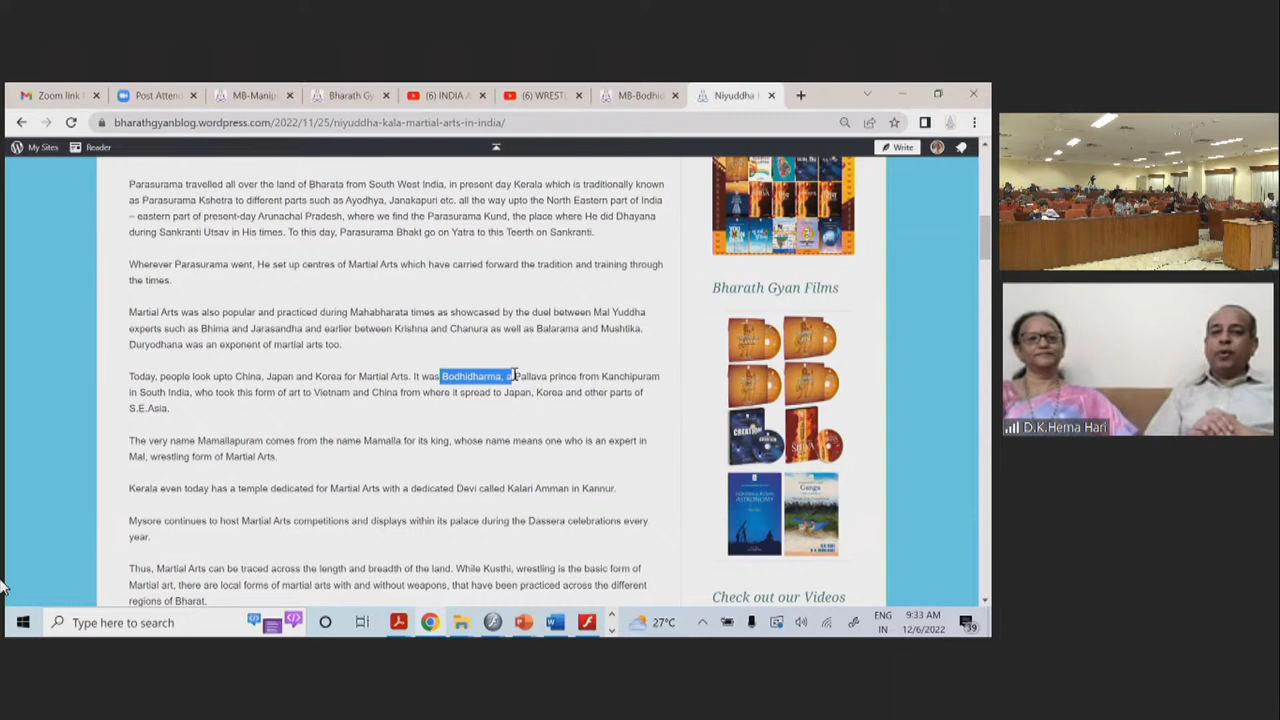 Zoom link f
Post Attend
MB-Manip
Bharath Gy
(6) INDIA A
(6) WREST
MB-Bodhid
Niyuddha
bharathgyanblog.wordpress.com/2022/11/25/niyuddha-kala-martial-arts-in-india/
My Sites
Reader
Write
Parasurama travelled all over the land of Bharata from South West India, in present day Kerala which is traditionally known
as Parasurama Kshetra to different parts such as Ayodhya, Janakapuri etc. all the way upto the North Eastern part of India
– eastern part of present-day Arunachal Pradesh, where we find the Parasurama Kund, the place where He did Dhayana
during Sankranti Utsav in His times. To this day, Parasurama Bhakt go on Yatra to this Teerth on Sankranti.
Wherever Parasurama went, He set up centres of Martial Arts which have carried forward the tradition and training through
the times.
Martial Arts was also popular and practiced during Mahabharata times as showcased by the duel between Mal Yuddha
experts such as Bhima and Jarasandha and earlier between Krishna and Chanura as well as Balarama and Mushtika.
Duryodhana was an exponent of martial arts too.
Today, people look upto China, Japan and Korea for Martial Arts. It was Bodhidharma, a Pallava prince from Kanchipuram
in South India, who took this form of art to Vietnam and China from where it spread to Japan, Korea and other parts of
S.E.Asia.
The very name Mamallapuram comes from the name Mamalla for its king, whose name means one who is an expert in
Mal, wrestling form of Martial Arts.
Kerala even today has a temple dedicated for Martial Arts with a dedicated Devi called Kalari Amman in Kannur.
Mysore continues to host Martial Arts competitions and displays within its palace during the Dassera celebrations every
year.
Thus, Martial Arts can be traced across the length and breadth of the land. While Kusthi, wrestling is the basic form of
Martial art, there are local forms of martial arts with and without weapons, that have been practiced across the different
regions of Bharat.
Bharath Gyan Films
CREATION
SHIVA
ASTRONOMY
Ganga
Check out our Videos
D.K.Hema Hari
Type here to search
27°C
ENG
IN
9:33 AM
12/6/2022
39